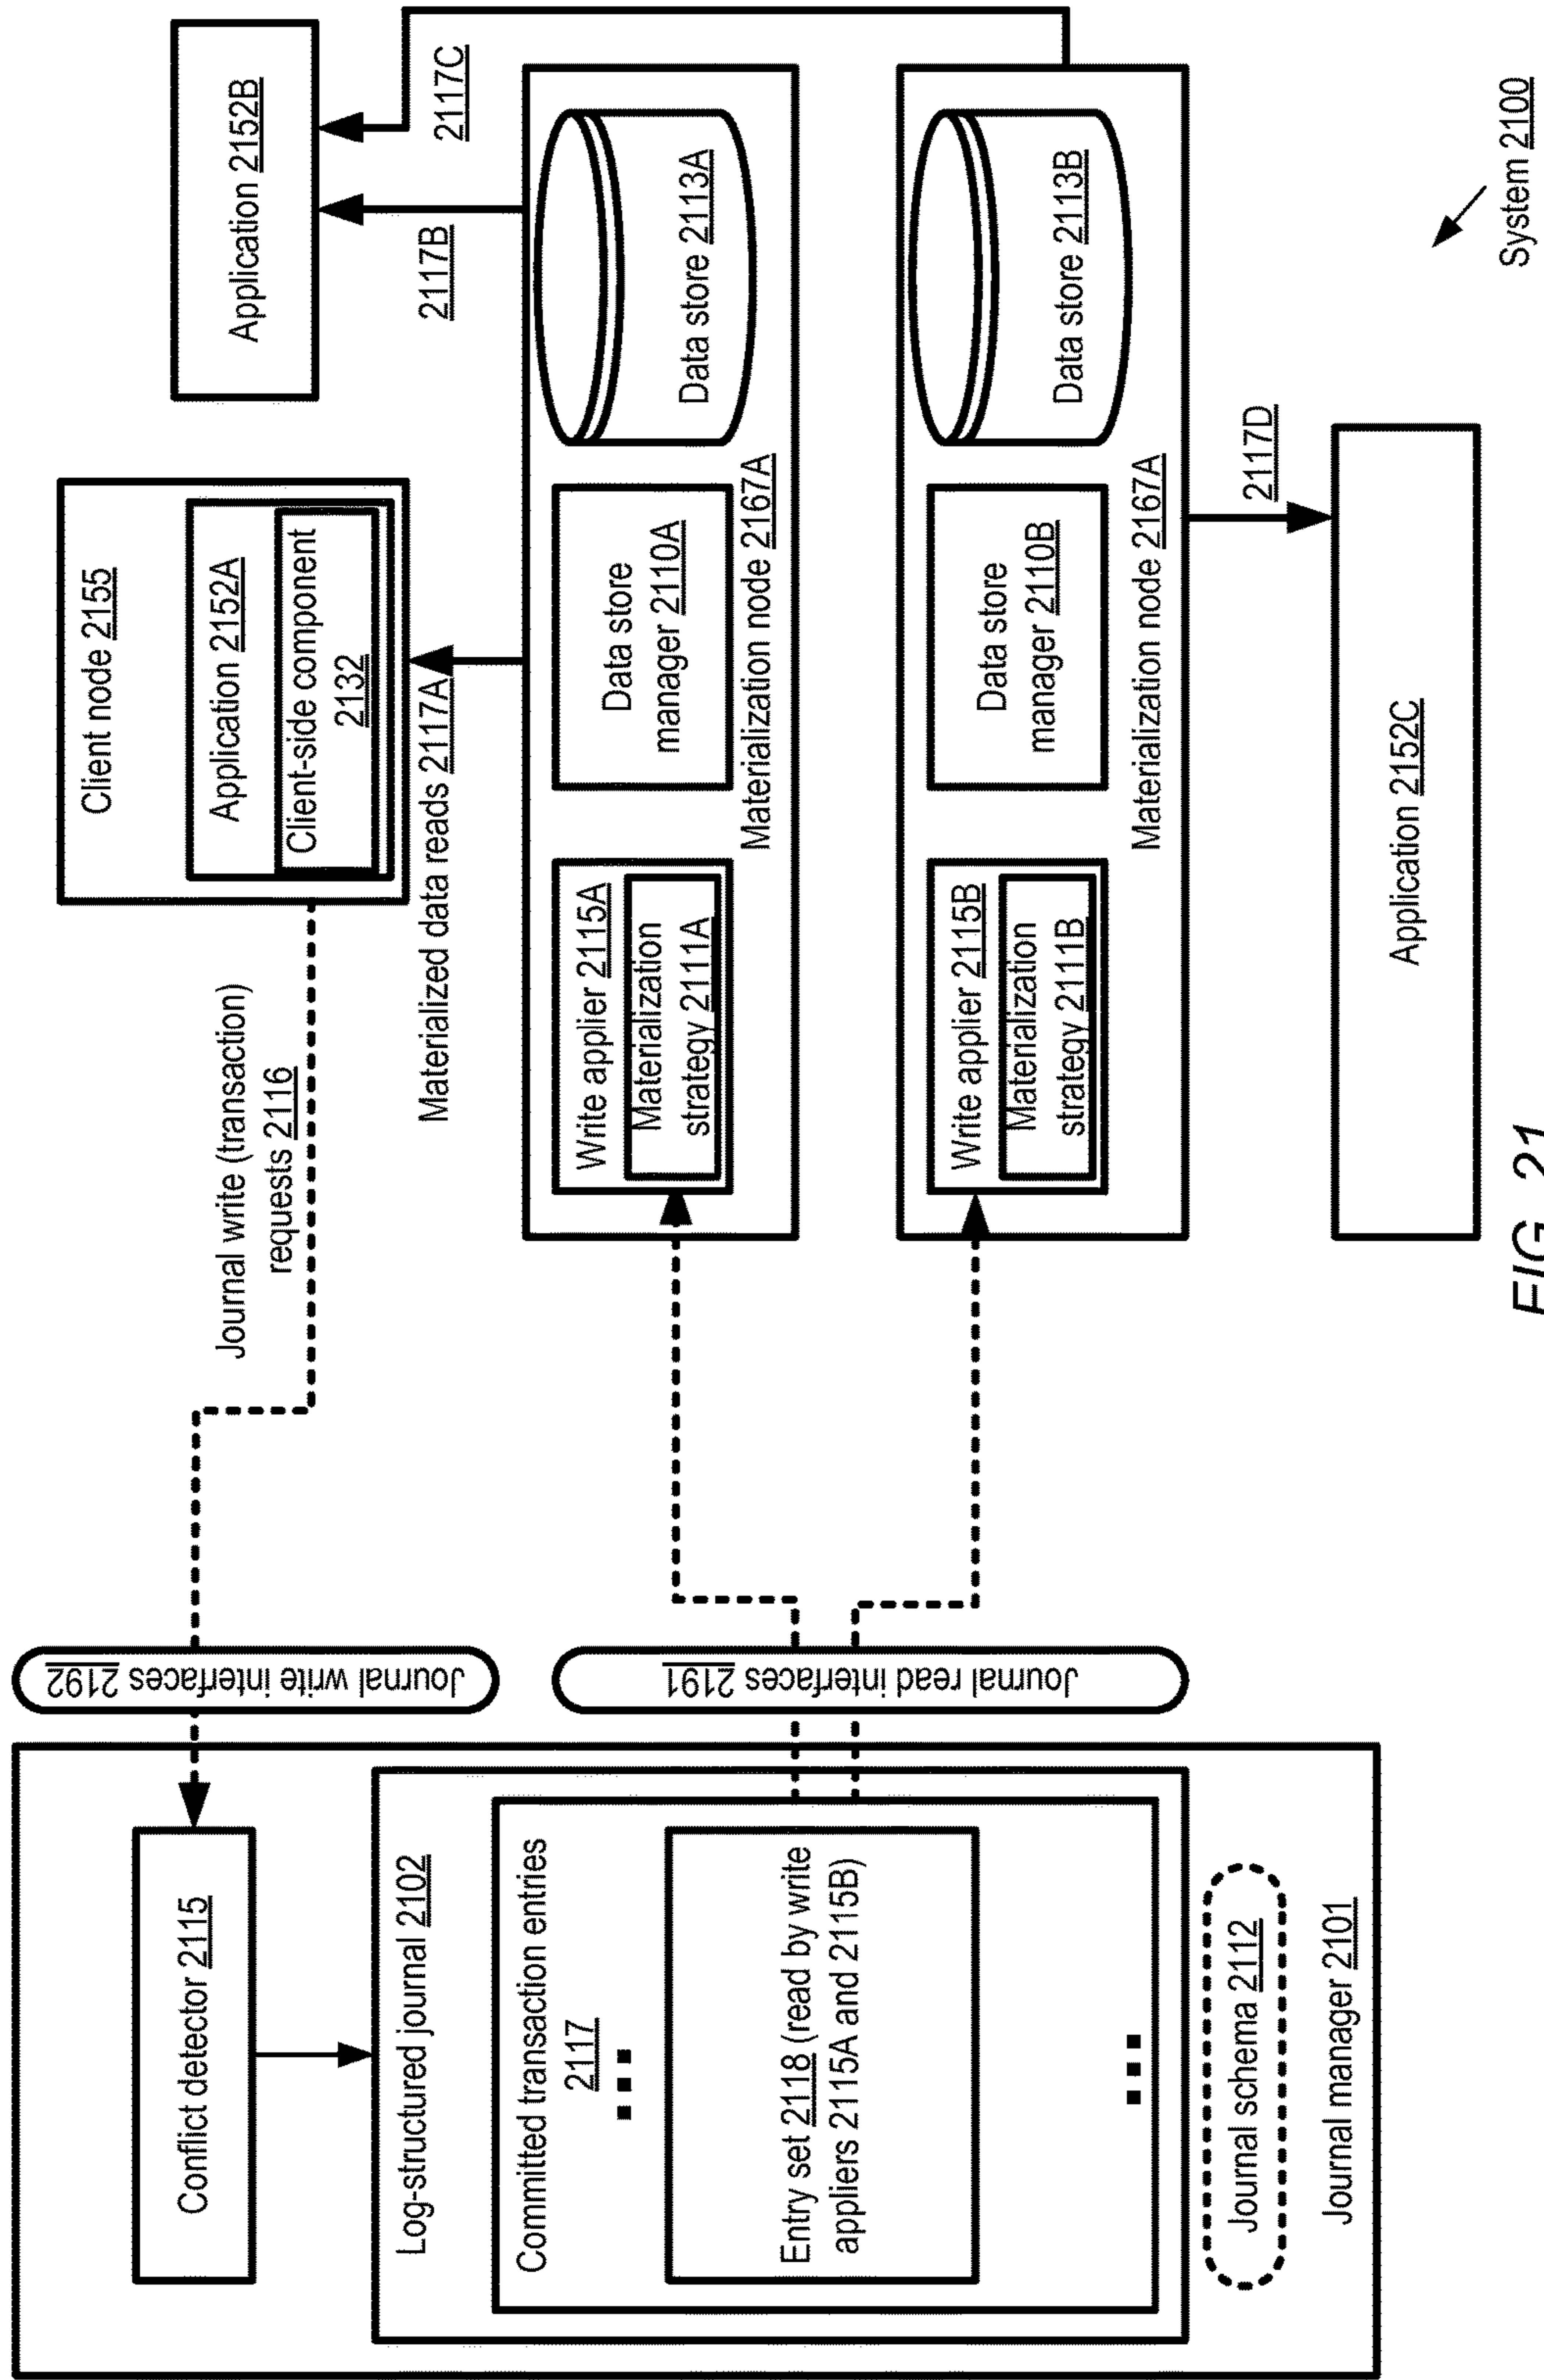 Conflict detector 2115
Log-structured journal 2102
Committed transaction entries
2117
Entry set 2118 (read by write
appliers 2115A and 2115B)
Journal schema 2112
Journal manager 2101
Journal write interfaces 2192
Journal read interfaces 2191
Journal write (transaction)
requests 2116
Client node 2155
Application 2152A
Client-side component
2132
Application 2152B
Materialized data reads 2117A
2117B
2117C
Write applier 2115A
Materialization
strategy 2111A
Data store
manager 2110A
Data store 2113A
Materialization node 2167A
Write applier 2115B
Materialization
strategy 2111B
Data store
manager 2110B
Data store 2113B
Materialization node 2167A
2117D
Application 2152C
System 2100
FIG. 21